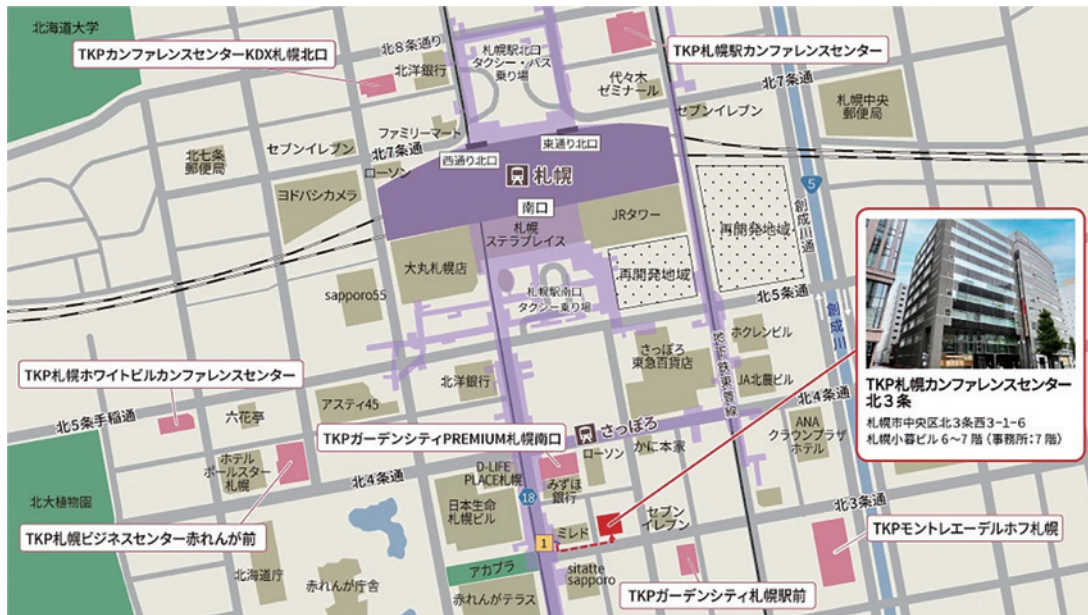 北海道大学
TKPカンファレンスセンターKDX札幌北口
北8条通り
北洋銀行
札幌駅北口
タクシー・バス
乗り場
TKP札幌駅カンファレンスセンター
代々木
ゼミナール
北7条通
セブンイレブン
札幌中央
郵便局
北七条
郵便局
セブンイレブン
ファミリーマート
北7条通
ローソン
西通り北口
東通り北口
ヨドバシカメラ
札幌
南口
札幌
ステラプレイス
JRタワー
再開発地域
5
創成川通
大丸札幌店
再開発地域
sapporo55
札幌駅南口
タクシー乗り場
北5条通
創成川
地下鉄東豊線
ホクレンビル
さっぽろ
東急百貨店
JA北農ビル
北4条通
TKP札幌カンファレンスセンター
北3条
札幌市中央区北3条西3-1-6
札幌小暮ビル 6～7階（事務所：7階）
TKP札幌ホワイトビルカンファレンスセンター
北5条手稲通
六花亭
アスティ45
北洋銀行
TKPガーデンシティPREMIUM札幌南口
さっぽろ
ローソン
かに本家
ANA
クラウンプラザ
ホテル
ホテル
ポールスター
札幌
北4条通
D-LIFE
PLACE札幌
18
みずほ
銀行
北大植物園
日本生命
札幌ビル
ミレド
セブン
イレブン
北3条通
TKP札幌ビジネスセンター赤れんが前
1
TKPモントレエーデルホフ札幌
北海道庁
赤れんが庁舎
アカプラ
赤れんがテラス
sitatte
sapporo
TKPガーデンシティ札幌駅前